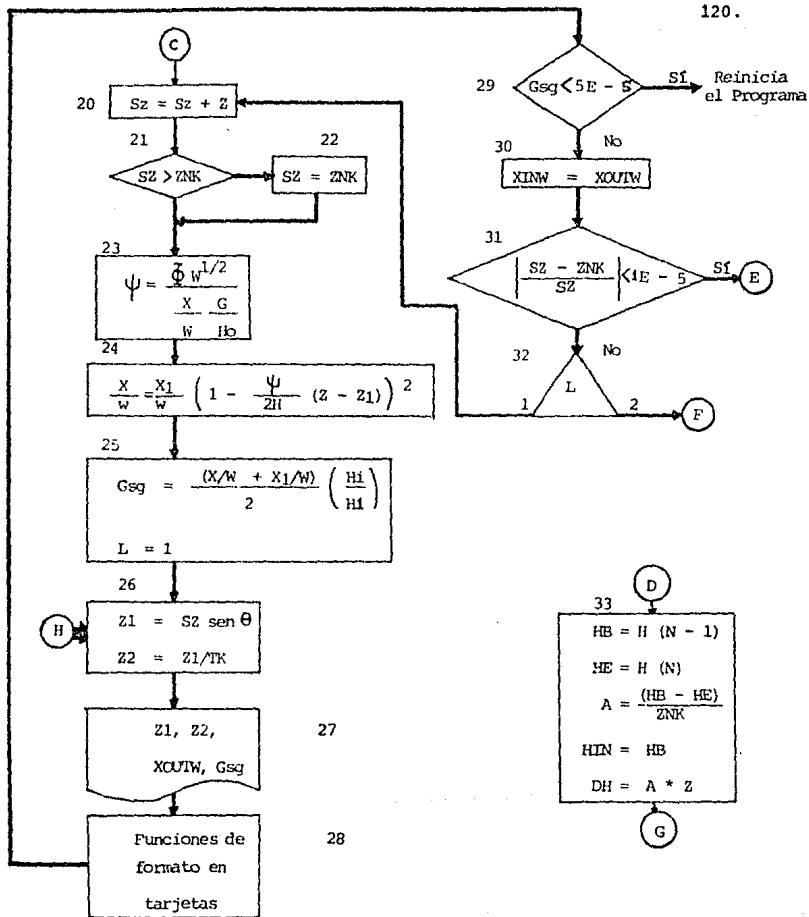 120.
C
20
Sz = Sz + Z
21
SZ > ZNK
22
SZ = ZNK
23
ψ = Φ̃ W^1/2 / (X/W G/Ho)
24
X/W = X1/W (1 - ψ/2H (Z - Z1))^2
25
Gsg = (X/W + X1/W)/2 (Hi/H1)
L = 1
26
H
Z1 = SZ sen θ
Z2 = Z1/TK
27
Z1, Z2,
XOUTW, Gsg
28
Funciones de
formato en
tarjetas
29
Gsg < 5E - 5
SÍ
Reinicia
el Programa
No
30
XINW = XOUTW
31
|SZ - ZNK / SZ| < 1E - 5
SÍ
E
No
32
L
1
2
F
D
33
HB = H (N - 1)
HE = H (N)
A = (HB - HE)/ZNK
HIN = HB
DH = A * Z
G